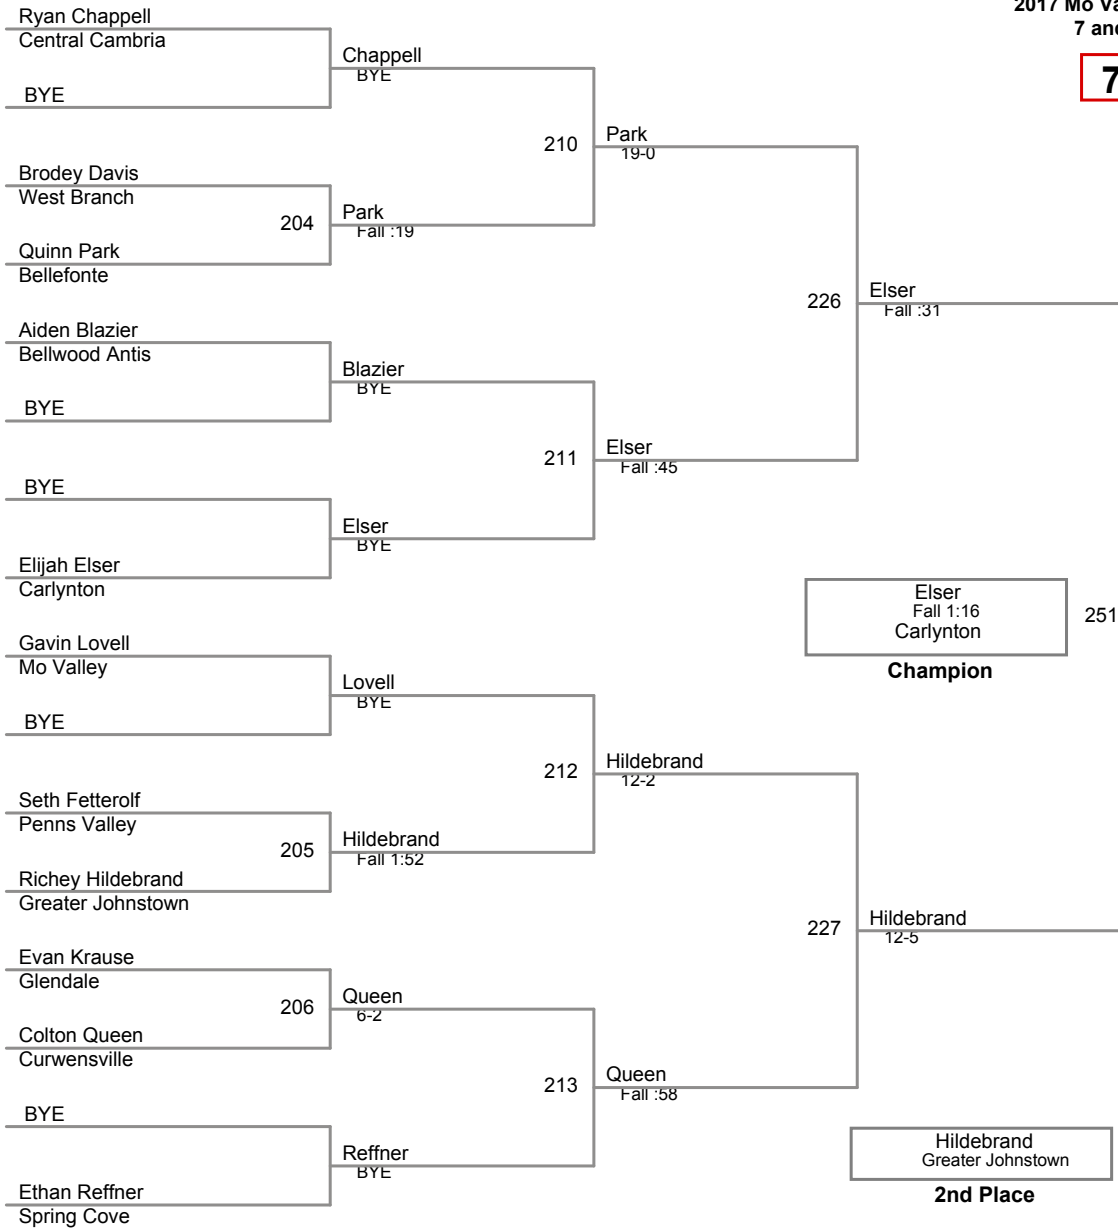 2017 Mo Va
7 and
7
Ryan Chappell
Central Cambria
BYE
Chappell
BYE
Brodey Davis
West Branch
204
Quinn Park
Bellefonte
Park
Fall :19
210
Park
19-0
Aiden Blazier
Bellwood Antis
BYE
Blazier
BYE
BYE
Elijah Elser
Carlynton
Elser
BYE
211
Elser
Fall :45
226
Elser
Fall :31
Elser
Fall 1:16
Carlynton
251
Champion
Gavin Lovell
Mo Valley
BYE
Lovell
BYE
Seth Fetterolf
Penns Valley
205
Richey Hildebrand
Greater Johnstown
Hildebrand
Fall 1:52
212
Hildebrand
12-2
Evan Krause
Glendale
206
Colton Queen
Curwensville
Queen
6-2
BYE
Ethan Reffner
Spring Cove
Reffner
BYE
213
Queen
Fall :58
227
Hildebrand
12-5
Hildebrand
Greater Johnstown
2nd Place